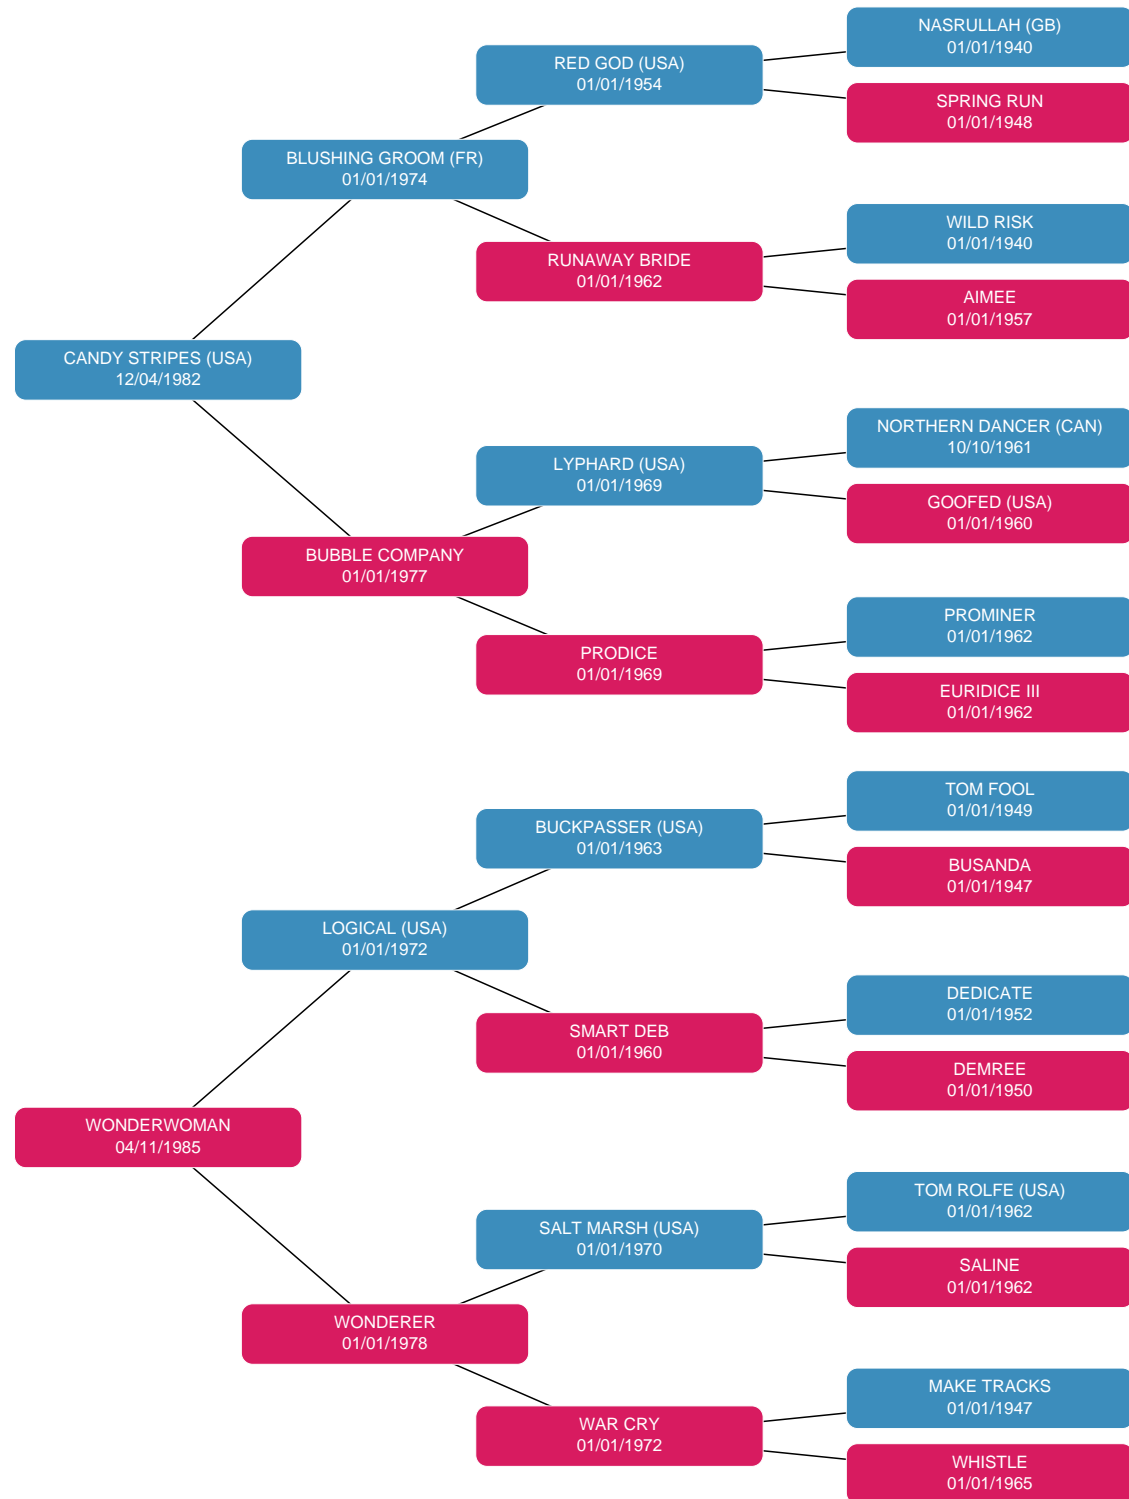 NASRULLAH (GB)
01/01/1940
RED GOD (USA)
01/01/1954
SPRING RUN
01/01/1948
BLUSHING GROOM (FR)
01/01/1974
WILD RISK
01/01/1940
RUNAWAY BRIDE
01/01/1962
AIMEE
01/01/1957
CANDY STRIPES (USA)
12/04/1982
NORTHERN DANCER (CAN)
10/10/1961
LYPHARD (USA)
01/01/1969
GOOFED (USA)
01/01/1960
BUBBLE COMPANY
01/01/1977
PROMINER
01/01/1962
PRODICE
01/01/1969
EURIDICE III
01/01/1962
TOM FOOL
01/01/1949
BUCKPASSER (USA)
01/01/1963
BUSANDA
01/01/1947
LOGICAL (USA)
01/01/1972
DEDICATE
01/01/1952
SMART DEB
01/01/1960
DEMREE
01/01/1950
WONDERWOMAN
04/11/1985
TOM ROLFE (USA)
01/01/1962
SALT MARSH (USA)
01/01/1970
SALINE
01/01/1962
WONDERER
01/01/1978
MAKE TRACKS
01/01/1947
WAR CRY
01/01/1972
WHISTLE
01/01/1965